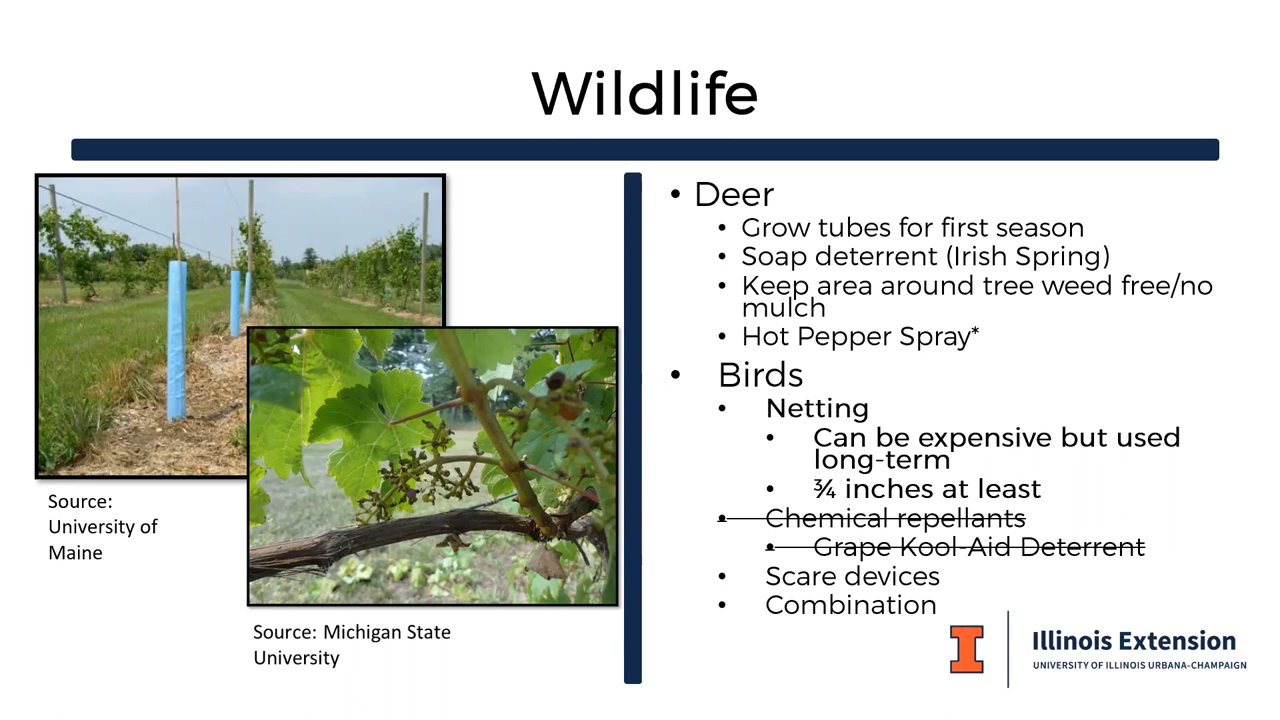 Wildlife
Source:
University of
Maine
Source: Michigan State
University
• Deer
• Grow tubes for first season
• Soap deterrent (Irish Spring)
• Keep area around tree weed free/no
mulch
• Hot Pepper Spray*
• Birds
• Netting
• Can be expensive but used
long-term
• ¾ inches at least
• Chemical repellants
• Grape Kool-Aid Deterrent
• Scare devices
• Combination
Illinois Extension
UNIVERSITY OF ILLINOIS URBANA-CHAMPAIGN